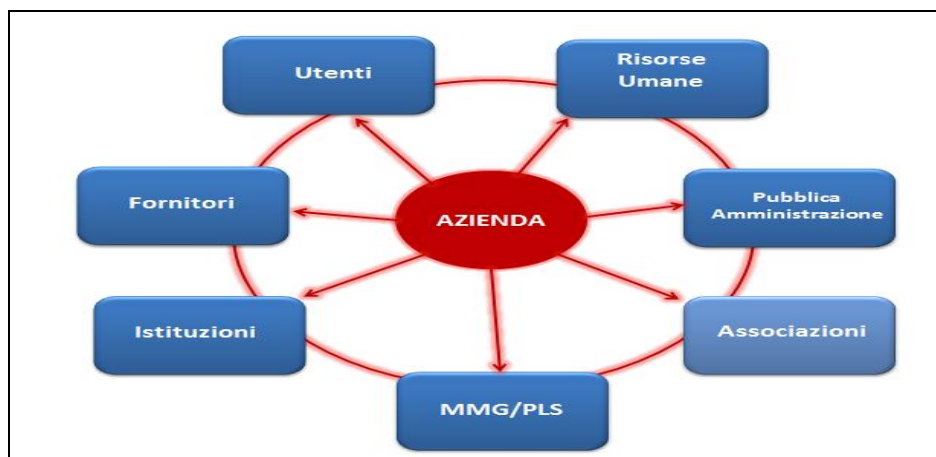 Utenti
Risorse
Umane
Fornitori
AZIENDA
Pubblica
Amministrazione
Istituzioni
Associazioni
MMG/PLS